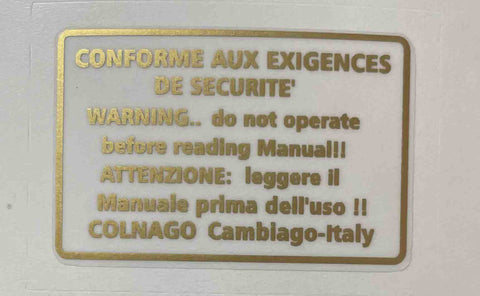 CONFORME AUX EXIGENCES
DE SECURITE'
WARNING.. do not operate
before reading Manual!!
ATTENZIONE: leggere il
Manuale prima dell'uso !!
COLNAGO Cambiago-Italy